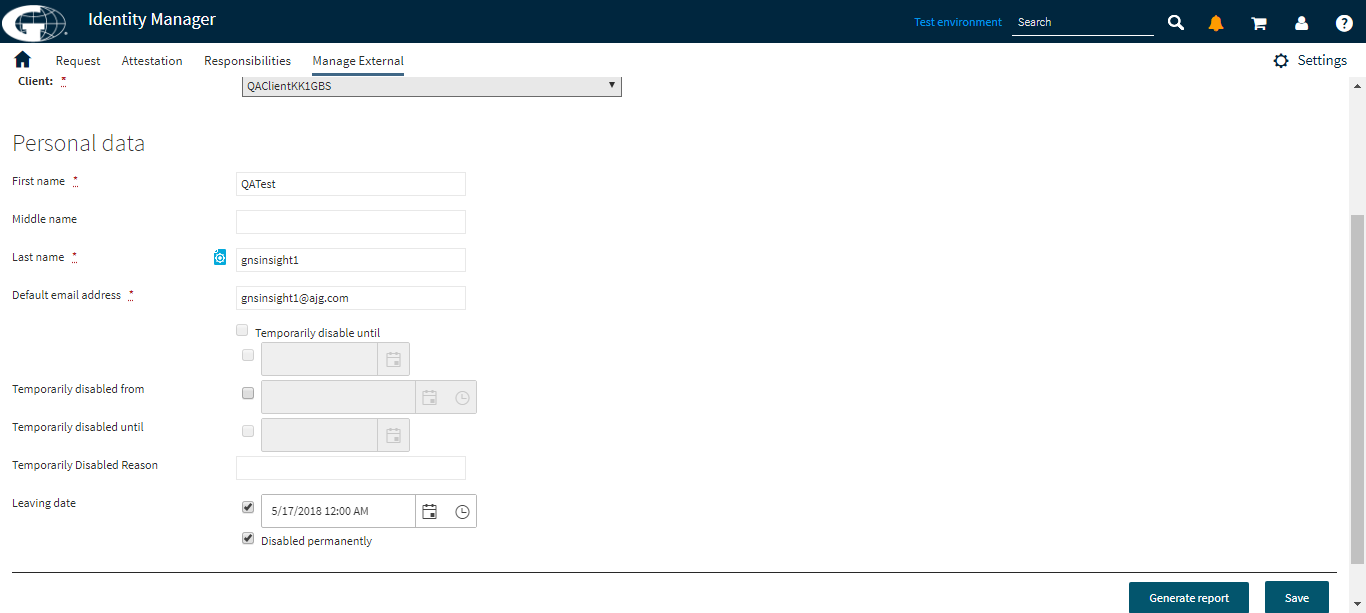 Identity Manager
Test environment
Search
Request
Attestation
Responsibilities
Manage External
Settings
Client: *
QAClientKK1GBS
Personal data
First name *
QATest
Middle name
Last name *
gnsinsight1
Default email address *
gnsinsight1@ajg.com
Temporarily disable until
Temporarily disabled from
Temporarily disabled until
Temporarily Disabled Reason
Leaving date
5/17/2018 12:00 AM
Disabled permanently
Generate report
Save